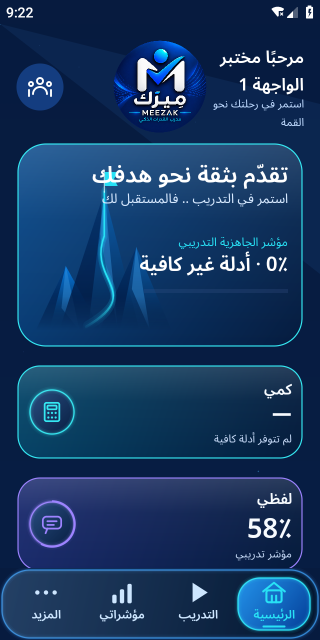 9:22
مرحبًا مختبر
الواجهة 1
استمر في رحلتك نحو
القمة
ميزك
MEEZAK
تقدّم بثقة نحو هدفك
استمر في التدريب .. فالمستقبل لك
مؤشر الجاهزية التدريبي
0٪ · أدلة غير كافية
كمي
—
لم تتوفر أدلة كافية
لفظي
58٪
مؤشر تدريبي
الرئيسية
التدريب
مؤشراتي
المزيد